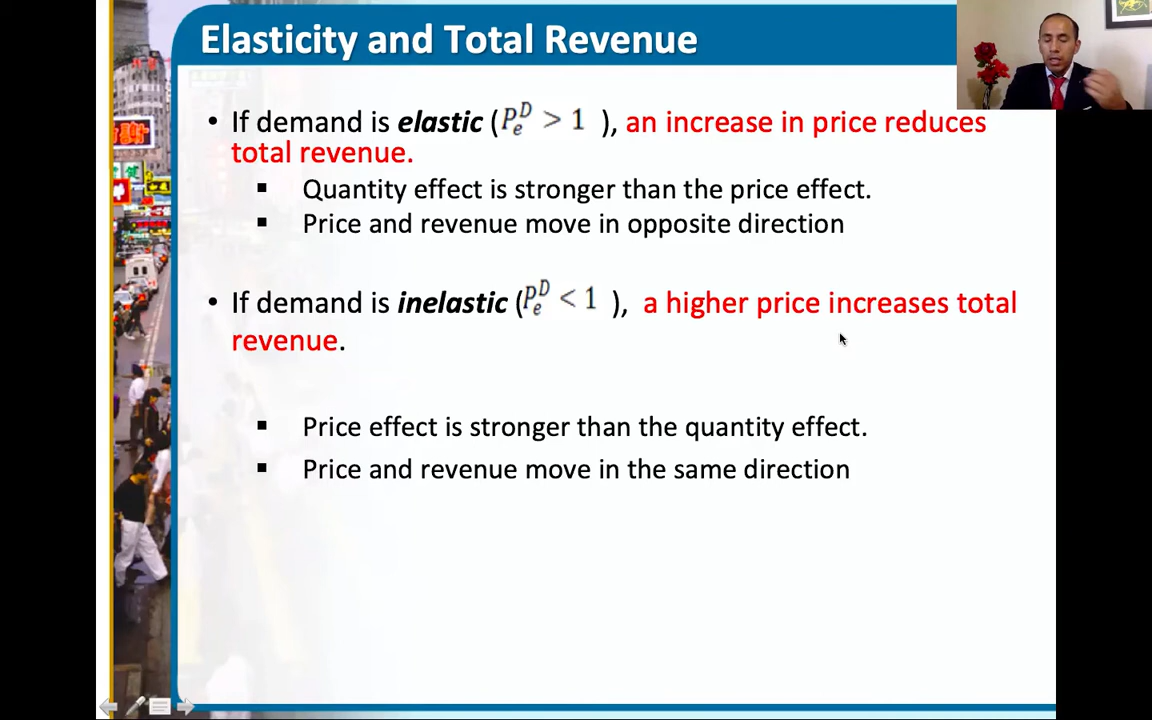 Elasticity and Total Revenue
• If demand is elastic (P_e^D > 1 ), an increase in price reduces
total revenue.
▪ Quantity effect is stronger than the price effect.
▪ Price and revenue move in opposite direction
• If demand is inelastic (P_e^D < 1 ), a higher price increases total
revenue.
▪ Price effect is stronger than the quantity effect.
▪ Price and revenue move in the same direction